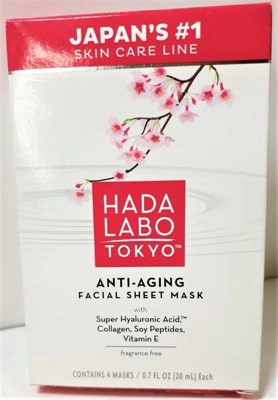 JAPAN'S #1
SKIN CARE LINE
HADA
LABO
TOKYO™
ANTI-AGING
FACIAL SHEET MASK
with
Super Hyaluronic Acid,™
Collagen, Soy Peptides,
Vitamin E
fragrance free
CONTAINS 4 MASKS / 0.7 FL OZ (20 mL) Each